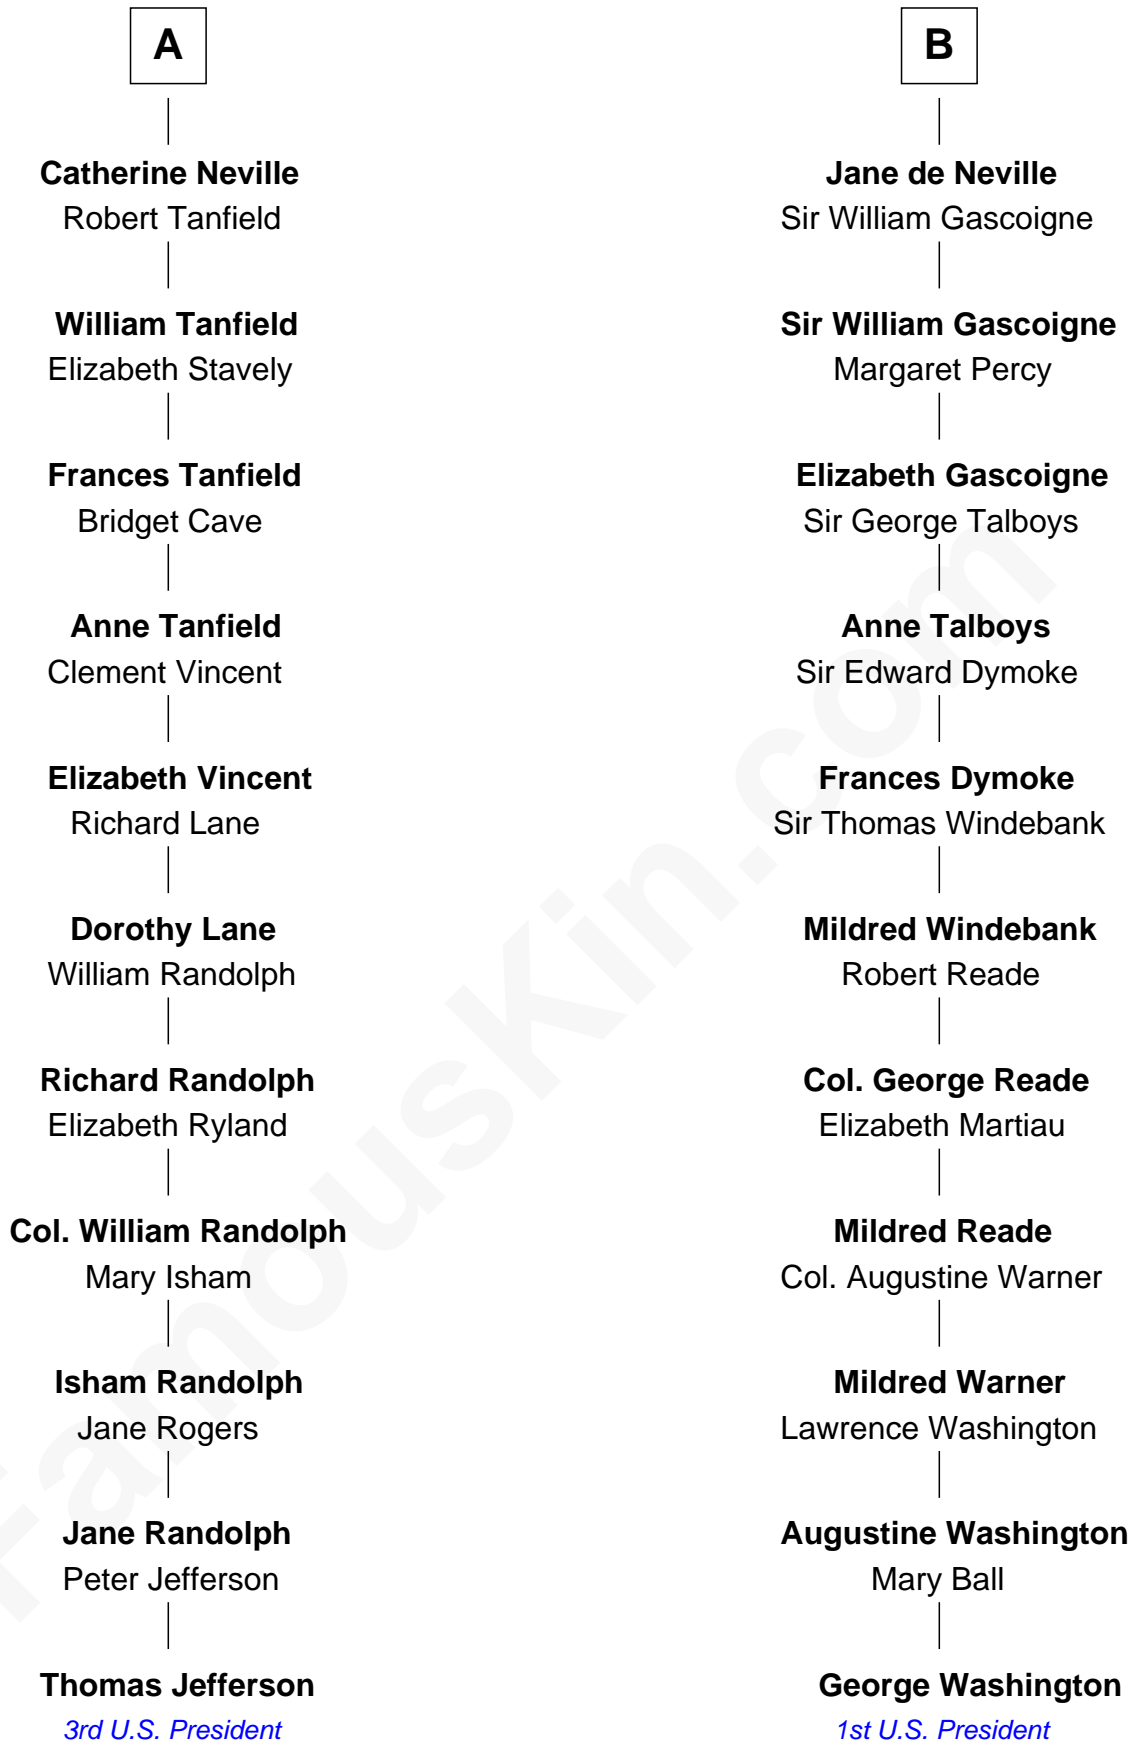 A
Catherine Neville
Robert Tanfield
William Tanfield
Elizabeth Stavely
Frances Tanfield
Bridget Cave
Anne Tanfield
Clement Vincent
Elizabeth Vincent
Richard Lane
Dorothy Lane
William Randolph
Richard Randolph
Elizabeth Ryland
Col. William Randolph
Mary Isham
Isham Randolph
Jane Rogers
Jane Randolph
Peter Jefferson
Thomas Jefferson
3rd U.S. President
B
Jane de Neville
Sir William Gascoigne
Sir William Gascoigne
Margaret Percy
Elizabeth Gascoigne
Sir George Talboys
Anne Talboys
Sir Edward Dymoke
Frances Dymoke
Sir Thomas Windebank
Mildred Windebank
Robert Reade
Col. George Reade
Elizabeth Martiau
Mildred Reade
Col. Augustine Warner
Mildred Warner
Lawrence Washington
Augustine Washington
Mary Ball
George Washington
1st U.S. President
FamousKin.com